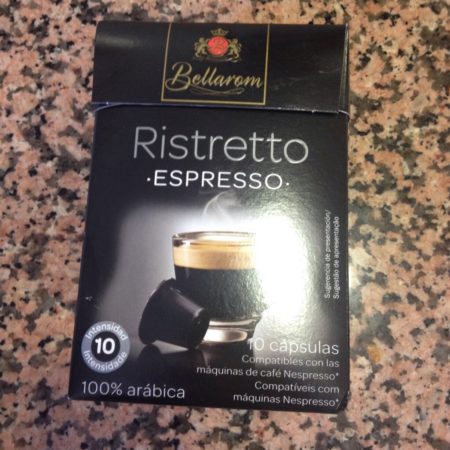 B
Bellarom
Ristretto
·ESPRESSO·
Sugerencia de presentación/
Sugestão de apresentação
Intensidad
10
Intensidade
10 cápsulas
Compatibles con las
máquinas de café Nespresso*
Compatíveis com
máquinas Nespresso*
100% arábica